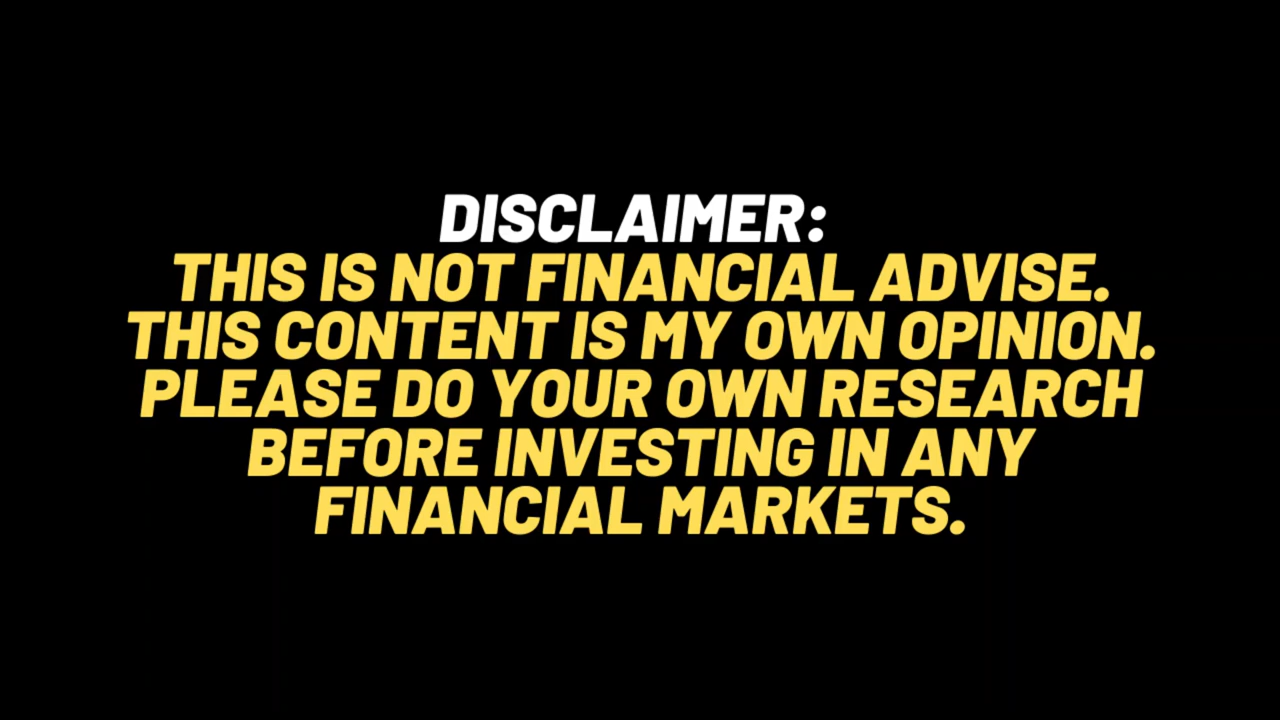 DISCLAIMER:
THIS IS NOT FINANCIAL ADVISE.
THIS CONTENT IS MY OWN OPINION.
PLEASE DO YOUR OWN RESEARCH
BEFORE INVESTING IN ANY
FINANCIAL MARKETS.